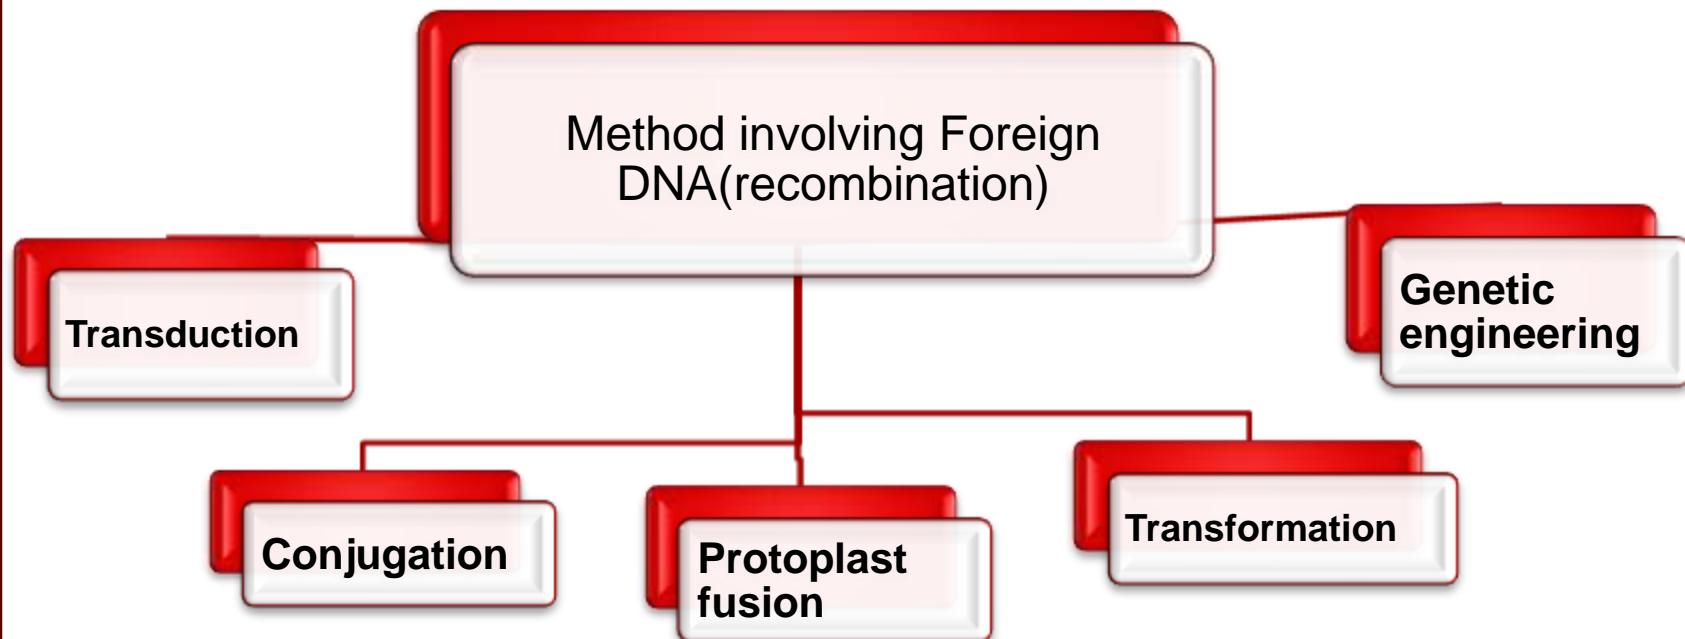 Method involving Foreign
DNA(recombination)
Transduction
Genetic
engineering
Conjugation
Protoplast
fusion
Transformation